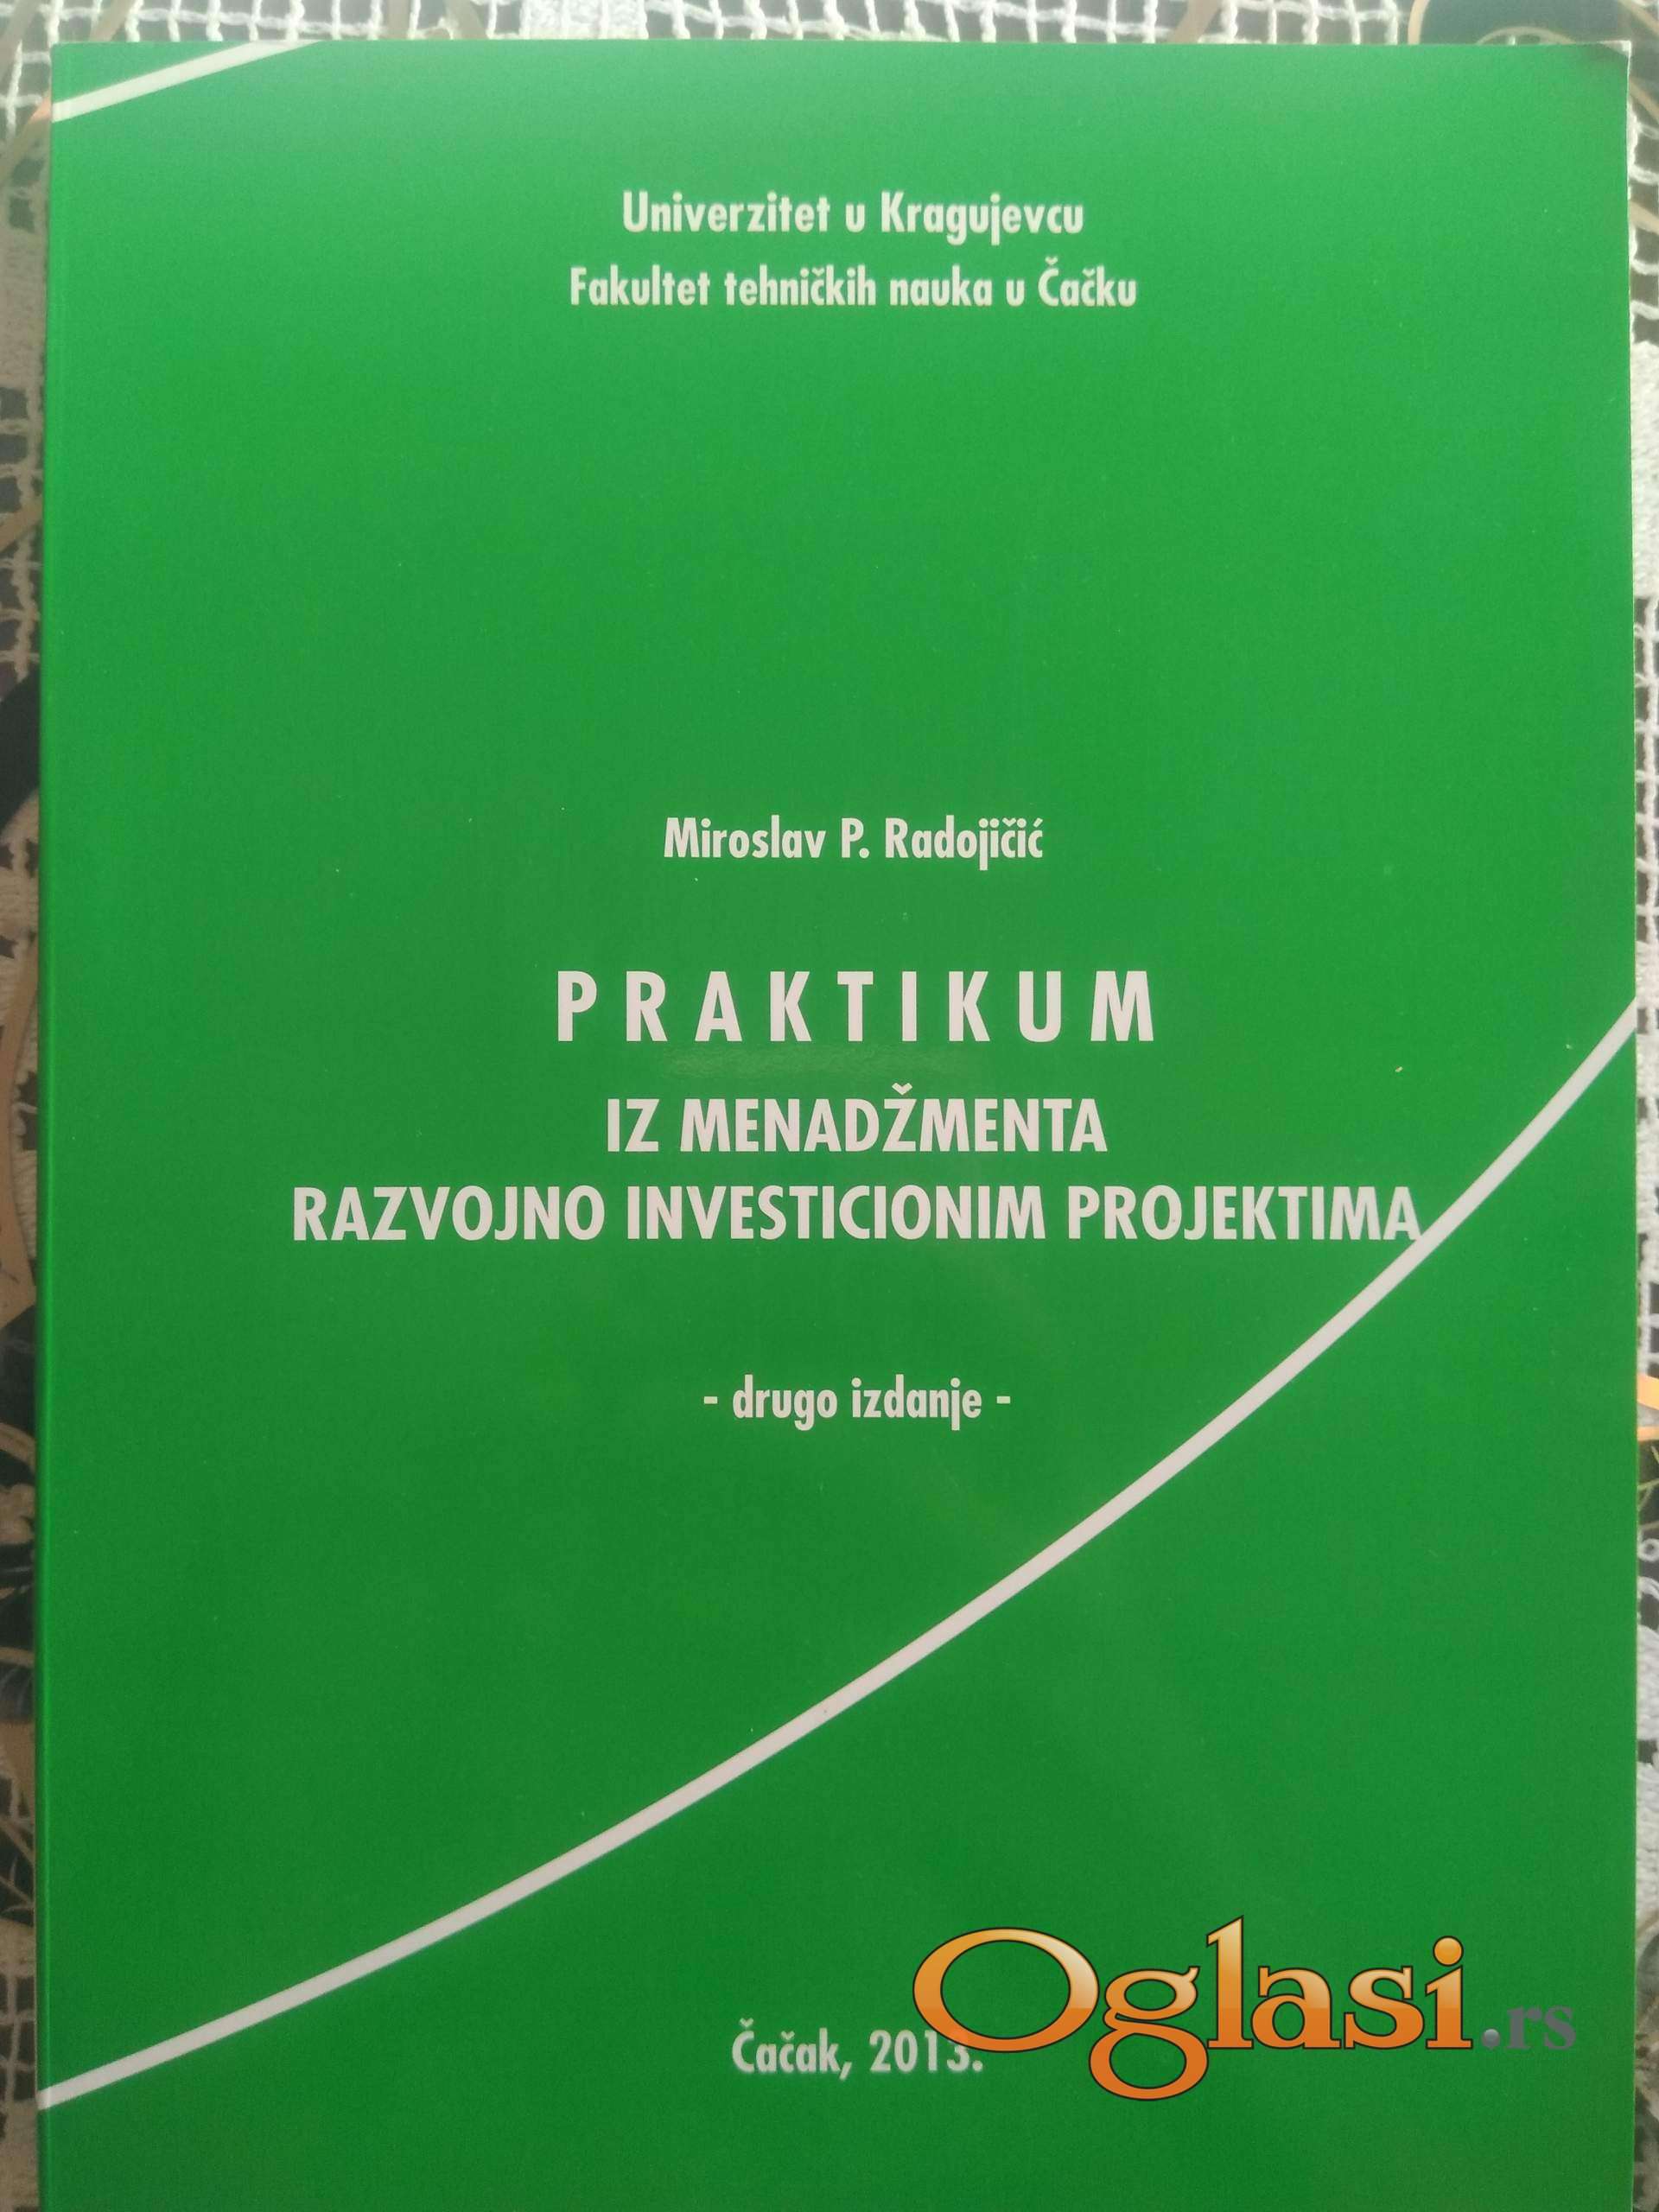 Univerzitet u Kragujevcu
Fakultet tehničkih nauka u Čačku
Miroslav P. Radojičić
PRAKTIKUM
IZ MENADŽMENTA
RAZVOJNO INVESTICIONIM PROJEKTIMA
- drugo izdanje -
Čačak, 2013.
Oglasi.rs